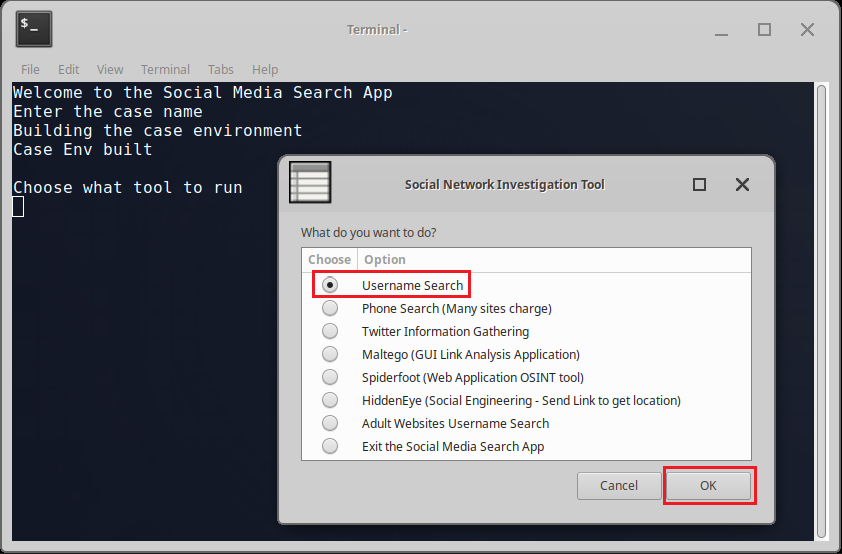 $_
Terminal -
File Edit View Terminal Tabs Help
Welcome to the Social Media Search App
Enter the case name
Building the case environment
Case Env built
Choose what tool to run
Social Network Investigation Tool
What do you want to do?
Choose Option
Username Search
Phone Search (Many sites charge)
Twitter Information Gathering
Maltego (GUI Link Analysis Application)
Spiderfoot (Web Application OSINT tool)
HiddenEye (Social Engineering - Send Link to get location)
Adult Websites Username Search
Exit the Social Media Search App
Cancel OK